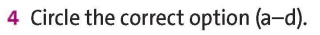 4 Circle the correct option (a–d).